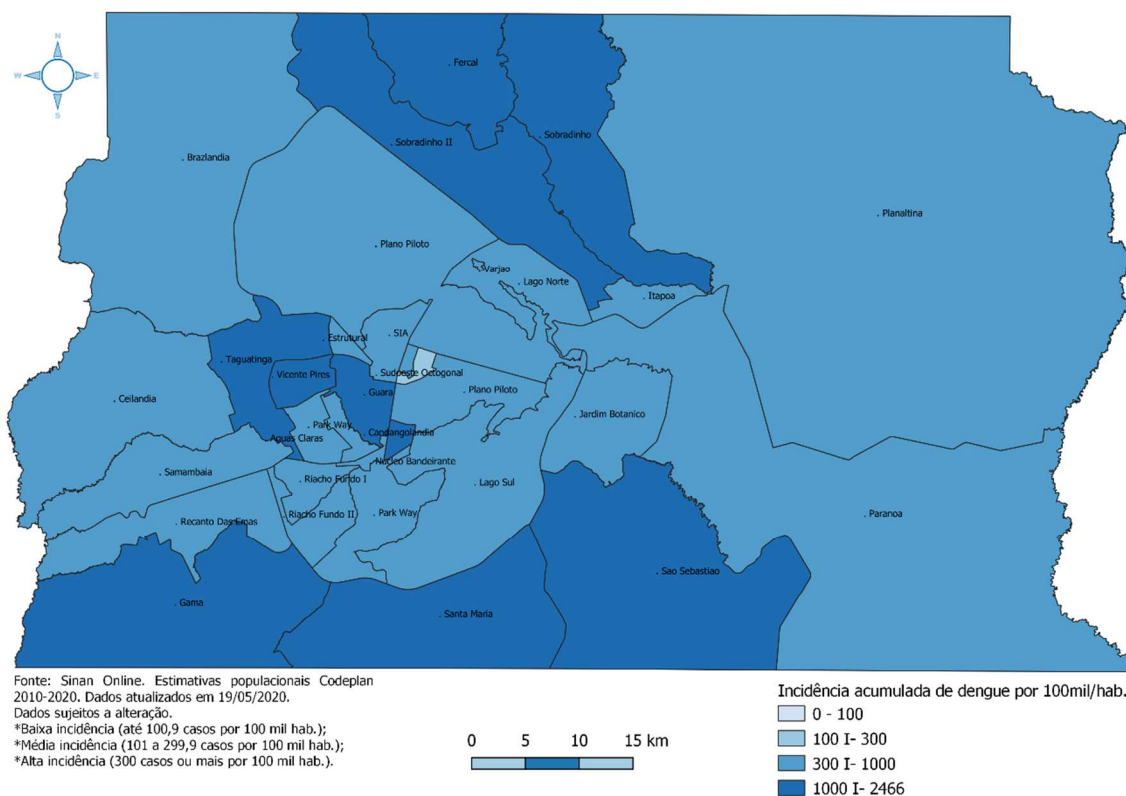 N
W E
S
Fercal
Sobradinho II
Sobradinho
Brazlandia
Planaltina
Plano Piloto
Varjao
Lago Norte
Itapoa
Estrutural
SIA
Taguatinga
Vicente Pires
Sudoeste Octogonal
Guara
Plano Piloto
Ceilandia
Jardim Botanico
Park Way
Candangolandia
Aguas Claras
Nucleo Bandeirante
Samambaia
Riacho Fundo I
Lago Sul
Riacho Fundo II
Park Way
Recanto Das Emas
Paranoa
Sao Sebastiao
Gama
Santa Maria
Fonte: Sinan Online. Estimativas populacionais Codeplan
2010-2020. Dados atualizados em 19/05/2020.
Dados sujeitos a alteração.
*Baixa incidência (até 100,9 casos por 100 mil hab.);
*Média incidência (101 a 299,9 casos por 100 mil hab.);
*Alta incidência (300 casos ou mais por 100 mil hab.).
0 5 10 15 km
Incidência acumulada de dengue por 100mil/hab.
0 - 100
100 I- 300
300 I- 1000
1000 I- 2466